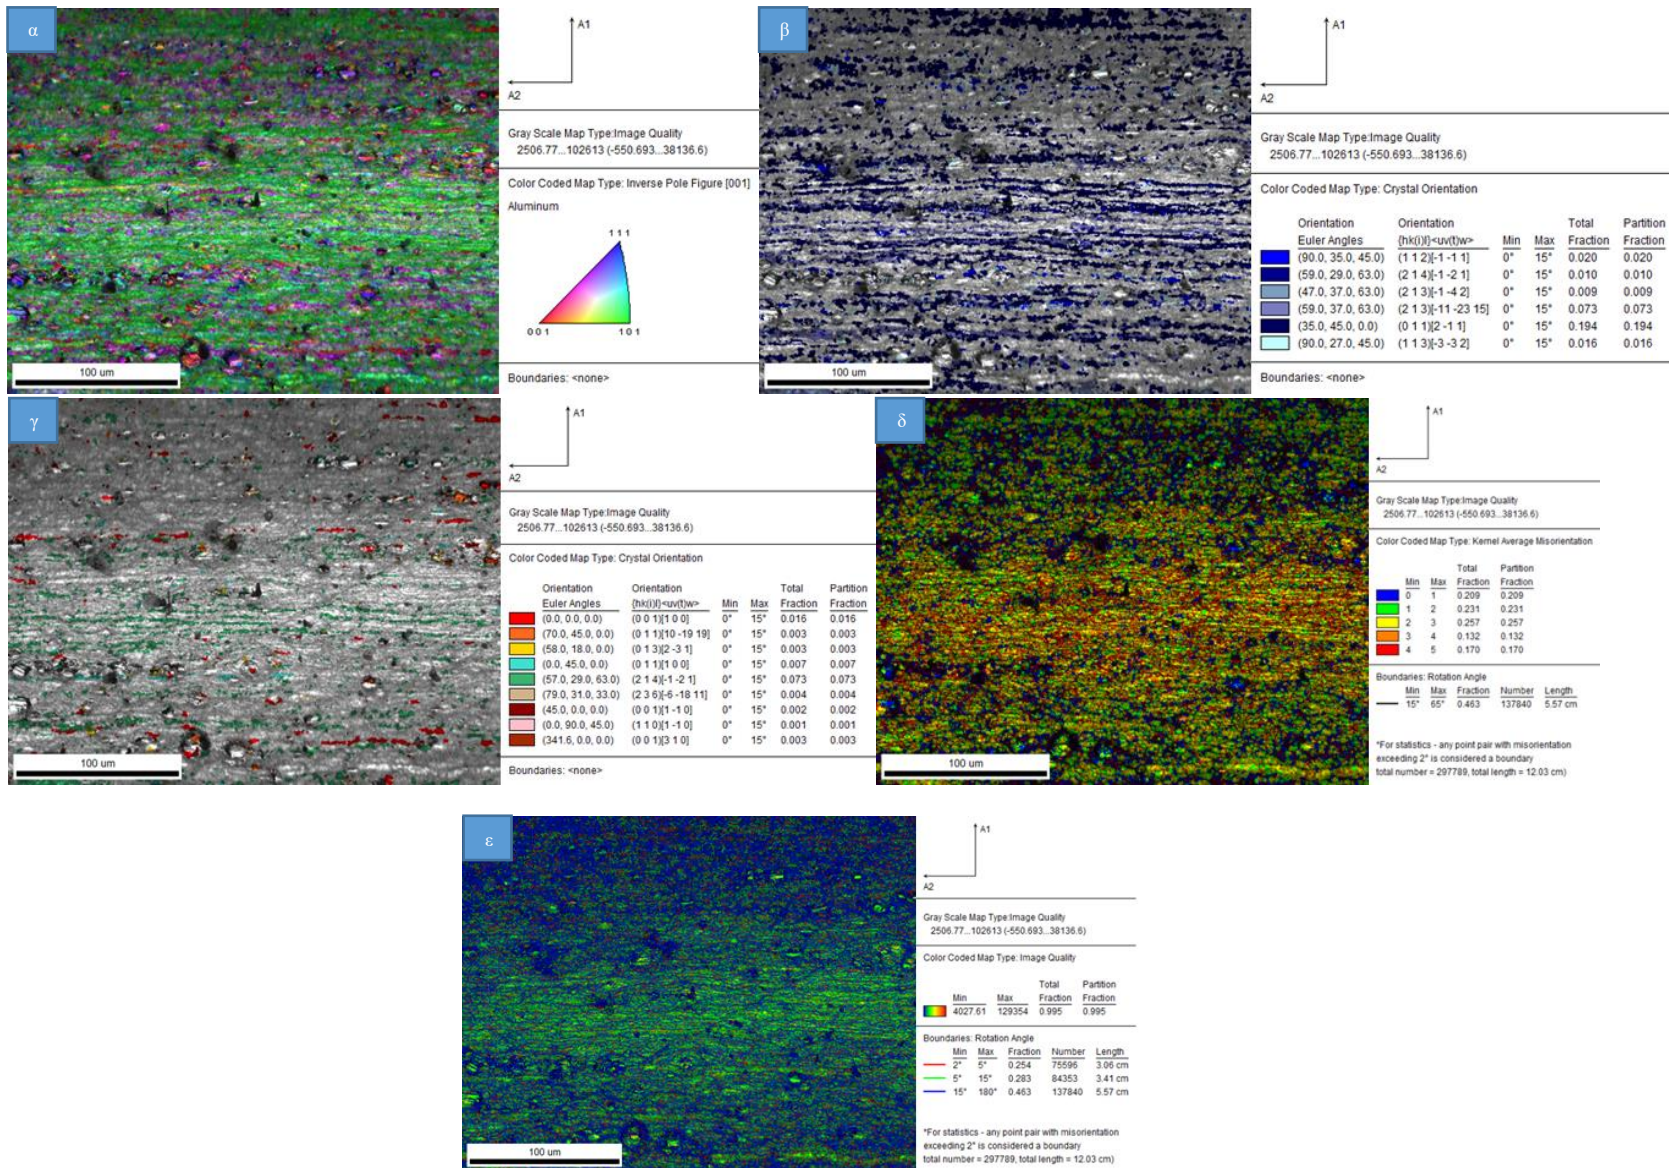 α
A1
A2
Gray Scale Map Type:Image Quality
2506.77...102613 (-550.693...38136.6)
Color Coded Map Type: Inverse Pole Figure [001]
Aluminum
1 1 1
0 0 1 1 0 1
Boundaries: <none>
100 um
β
A1
A2
Gray Scale Map Type:Image Quality
2506.77...102613 (-550.693...38136.6)
Color Coded Map Type: Crystal Orientation
Orientation Orientation Total Partition
Euler Angles {hk(i)l}<uv(t)w> Min Max Fraction Fraction
(90.0, 35.0, 45.0) (1 1 2)[-1 -1 1] 0° 15° 0.020 0.020
(59.0, 29.0, 63.0) (2 1 4)[-1 -2 1] 0° 15° 0.010 0.010
(47.0, 37.0, 63.0) (2 1 3)[-1 -4 2] 0° 15° 0.009 0.009
(59.0, 37.0, 63.0) (2 1 3)[-11 -23 15] 0° 15° 0.073 0.073
(35.0, 45.0, 0.0) (0 1 1)[2 -1 1] 0° 15° 0.194 0.194
(90.0, 27.0, 45.0) (1 1 3)[-3 -3 2] 0° 15° 0.016 0.016
Boundaries: <none>
100 um
γ
A1
A2
Gray Scale Map Type:Image Quality
2506.77...102613 (-550.693...38136.6)
Color Coded Map Type: Crystal Orientation
Orientation Orientation Total Partition
Euler Angles {hk(i)l}<uv(t)w> Min Max Fraction Fraction
(0.0, 0.0, 0.0) (0 0 1)[1 0 0] 0° 15° 0.016 0.016
(70.0, 45.0, 0.0) (0 1 1)[10 -19 19] 0° 15° 0.003 0.003
(58.0, 18.0, 0.0) (0 1 3)[2 -3 1] 0° 15° 0.003 0.003
(0.0, 45.0, 0.0) (0 1 1)[1 0 0] 0° 15° 0.007 0.007
(57.0, 29.0, 63.0) (2 1 4)[-1 -2 1] 0° 15° 0.073 0.073
(79.0, 31.0, 33.0) (2 3 6)[-6 -18 11] 0° 15° 0.004 0.004
(45.0, 0.0, 0.0) (0 0 1)[1 -1 0] 0° 15° 0.002 0.002
(0.0, 90.0, 45.0) (1 1 0)[1 -1 0] 0° 15° 0.001 0.001
(341.6, 0.0, 0.0) (0 0 1)[3 1 0] 0° 15° 0.003 0.003
Boundaries: <none>
100 um
δ
A1
A2
Gray Scale Map Type:Image Quality
2506.77...102613 (-550.693...38136.6)
Color Coded Map Type: Kernel Average Misorientation
Total Partition
Min Max Fraction Fraction
0 1 0.209 0.209
1 2 0.231 0.231
2 3 0.257 0.257
3 4 0.132 0.132
4 5 0.170 0.170
Boundaries: Rotation Angle
Min Max Fraction Number Length
15° 65° 0.463 137840 5.57 cm
*For statistics - any point pair with misorientation
exceeding 2° is considered a boundary
total number = 297789, total length = 12.03 cm)
100 um
ε
A1
A2
Gray Scale Map Type:Image Quality
2506.77...102613 (-550.693...38136.6)
Color Coded Map Type: Image Quality
Total Partition
Min Max Fraction Fraction
4027.61 129354 0.995 0.995
Boundaries: Rotation Angle
Min Max Fraction Number Length
2° 5° 0.254 75596 3.06 cm
5° 15° 0.283 84353 3.41 cm
15° 180° 0.463 137840 5.57 cm
*For statistics - any point pair with misorientation
exceeding 2° is considered a boundary
total number = 297789, total length = 12.03 cm)
100 um